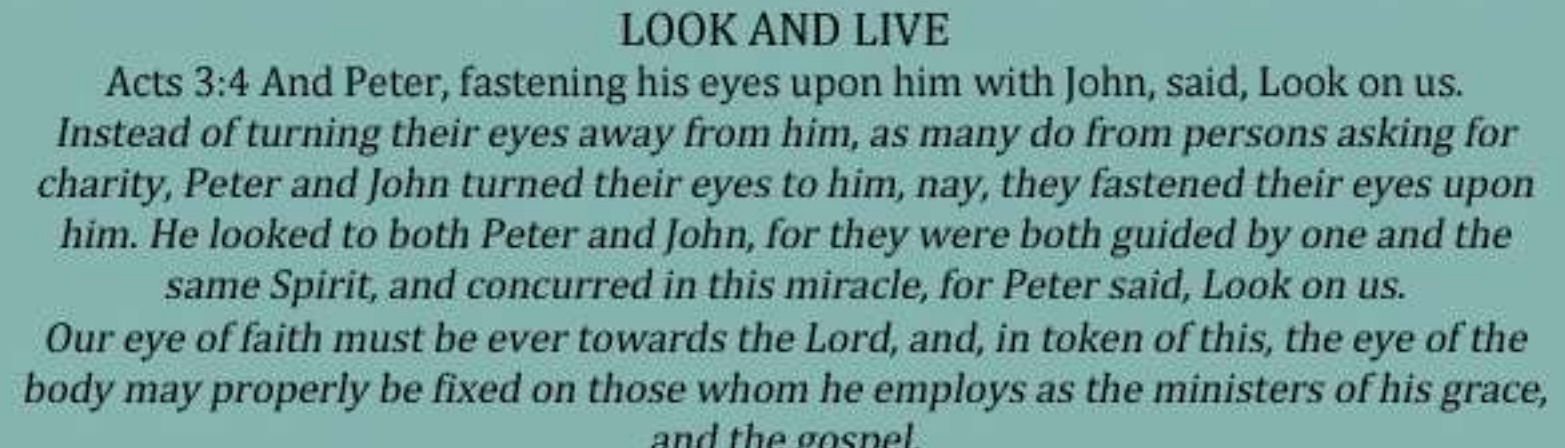 LOOK AND LIVE
Acts 3:4 And Peter, fastening his eyes upon him with John, said, Look on us.
Instead of turning their eyes away from him, as many do from persons asking for
charity, Peter and John turned their eyes to him, nay, they fastened their eyes upon
him. He looked to both Peter and John, for they were both guided by one and the
same Spirit, and concurred in this miracle, for Peter said, Look on us.
Our eye of faith must be ever towards the Lord, and, in token of this, the eye of the
body may properly be fixed on those whom he employs as the ministers of his grace,
and the gospel.